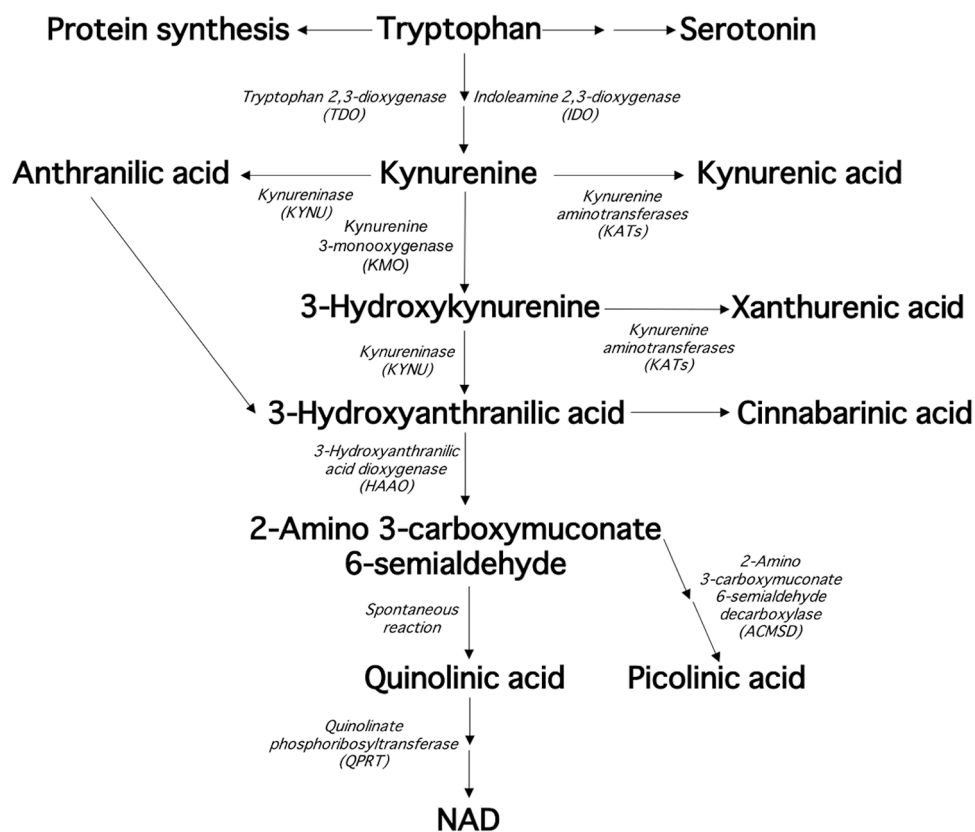 Protein synthesis
Tryptophan
Serotonin
Tryptophan 2,3-dioxygenase
(TDO)
Indoleamine 2,3-dioxygenase
(IDO)
Anthranilic acid
Kynurenine
Kynurenic acid
Kynureninase
(KYNU)
Kynurenine
aminotransferases
(KATs)
Kynurenine
3-monooxygenase
(KMO)
3-Hydroxykynurenine
Xanthurenic acid
Kynurenine
aminotransferases
(KATs)
Kynureninase
(KYNU)
3-Hydroxyanthranilic acid
Cinnabarinic acid
3-Hydroxyanthranilic
acid dioxygenase
(HAAO)
2-Amino 3-carboxymuconate
6-semialdehyde
2-Amino
3-carboxymuconate
6-semialdehyde
decarboxylase
(ACMSD)
Spontaneous
reaction
Quinolinic acid
Picolinic acid
Quinolinate
phosphoribosyltransferase
(QPRT)
NAD